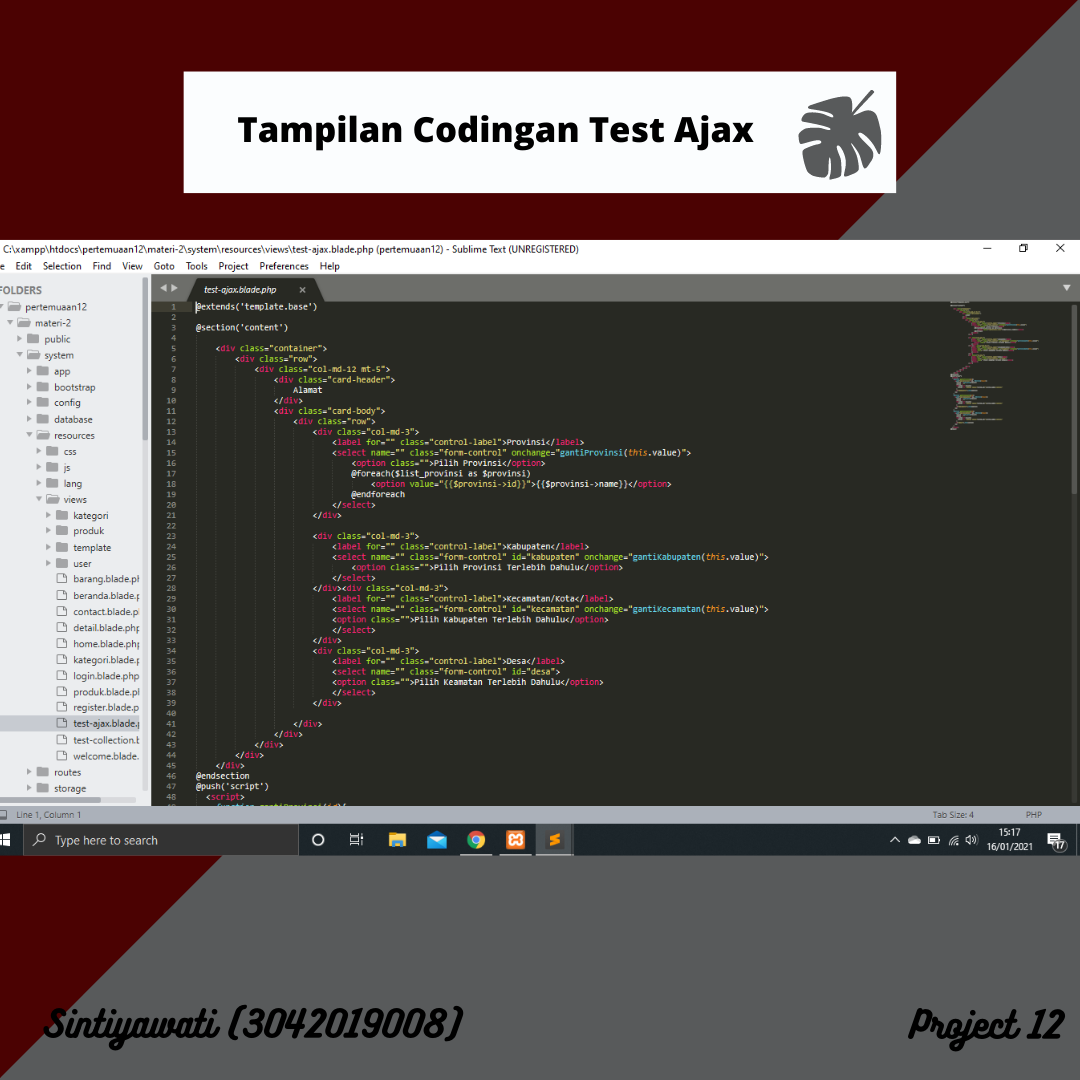 Tampilan Codingan Test Ajax
C:\xampp\htdocs\pertemuaan12\materi-2\system\resources\views\test-ajax.blade.php (pertemuaan12) - Sublime Text (UNREGISTERED)
e Edit Selection Find View Goto Tools Project Preferences Help
FOLDERS
pertemuaan12
materi-2
public
system
app
bootstrap
config
database
resources
css
js
lang
views
kategori
produk
template
user
barang.blade.ph
beranda.blade.p
contact.blade.p
detail.blade.php
home.blade.php
kategori.blade.p
login.blade.php
produk.blade.pl
register.blade.p
test-ajax.blade.p
test-collection.b
welcome.blade.
routes
storage
test-ajax.blade.php
1 @extends('template.base')
2
3 @section('content')
4
5 <div class="container">
6 <div class="row">
7 <div class="col-md-12 mt-5">
8 <div class="card-header">
9 Alamat
10 </div>
11 <div class="card-body">
12 <div class="row">
13 <div class="col-md-3">
14 <label for="" class="control-label">Provinsi</label>
15 <select name="" class="form-control" onchange="gantiProvinsi(this.value)">
16 <option class="">Pilih Provinsi</option>
17 @foreach($list_provinsi as $provinsi)
18 <option value="{{$provinsi->id}}">{{$provinsi->name}}</option>
19 @endforeach
20 </select>
21 </div>
22
23 <div class="col-md-3">
24 <label for="" class="control-label">Kabupaten</label>
25 <select name="" class="form-control" id="kabupaten" onchange="gantiKabupaten(this.value)">
26 <option class="">Pilih Provinsi Terlebih Dahulu</option>
27 </select>
28 </div><div class="col-md-3">
29 <label for="" class="control-label">Kecamatan/Kota</label>
30 <select name="" class="form-control" id="kecamatan" onchange="gantiKecamatan(this.value)">
31 <option class="">Pilih Kabupaten Terlebih Dahulu</option>
32 </select>
33 </div>
34 <div class="col-md-3">
35 <label for="" class="control-label">Desa</label>
36 <select name="" class="form-control" id="desa">
37 <option class="">Pilih Keamatan Terlebih Dahulu</option>
38 </select>
39 </div>
40
41 </div>
42 </div>
43 </div>
44 </div>
45 </div>
46 @endsection
47 @push('script')
48 <script>
Line 1, Column 1
Tab Size: 4
PHP
Type here to search
15:17
16/01/2021
17
Sintiyawati (3042019008)
Project 12